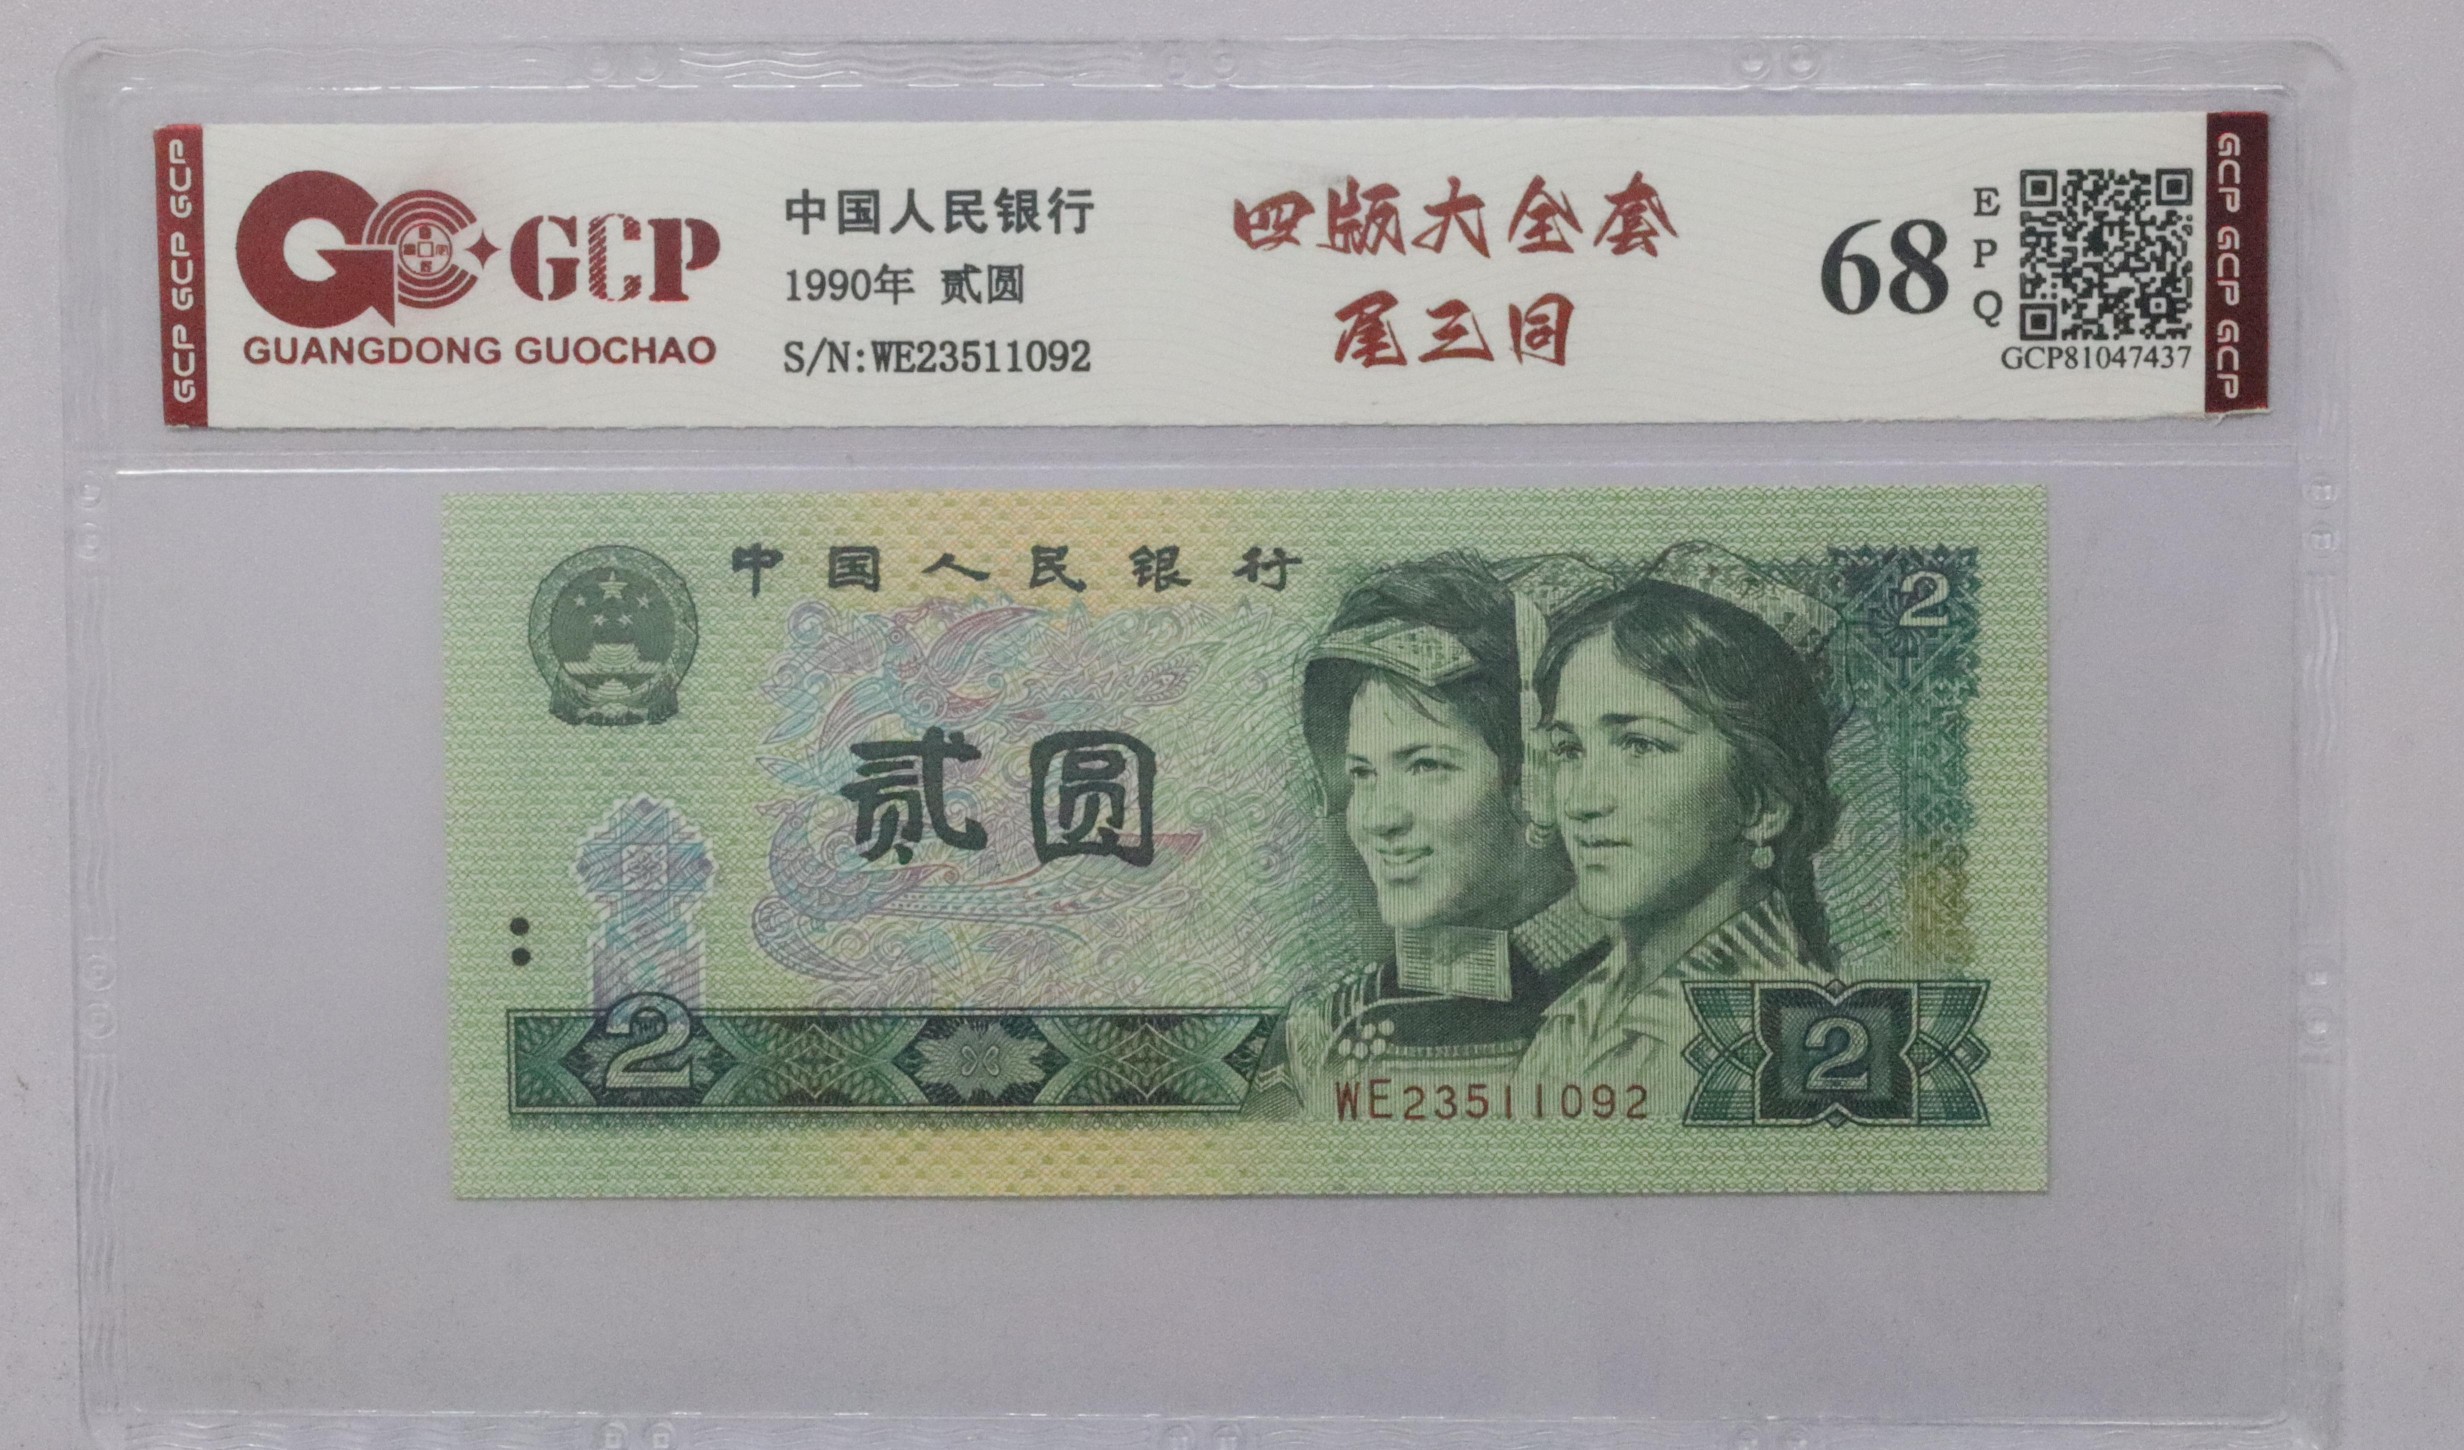 GCP GCP GCP
GCP
GUANGDONG GUOCHAO
中国人民银行
1990年 贰圆
S/N:WE23511092
四版大全套
尾三同
68
EPQ
GCP81047437
GCP GCP GCP
中国人民银行
2
贰圆
2
WE23511092
2